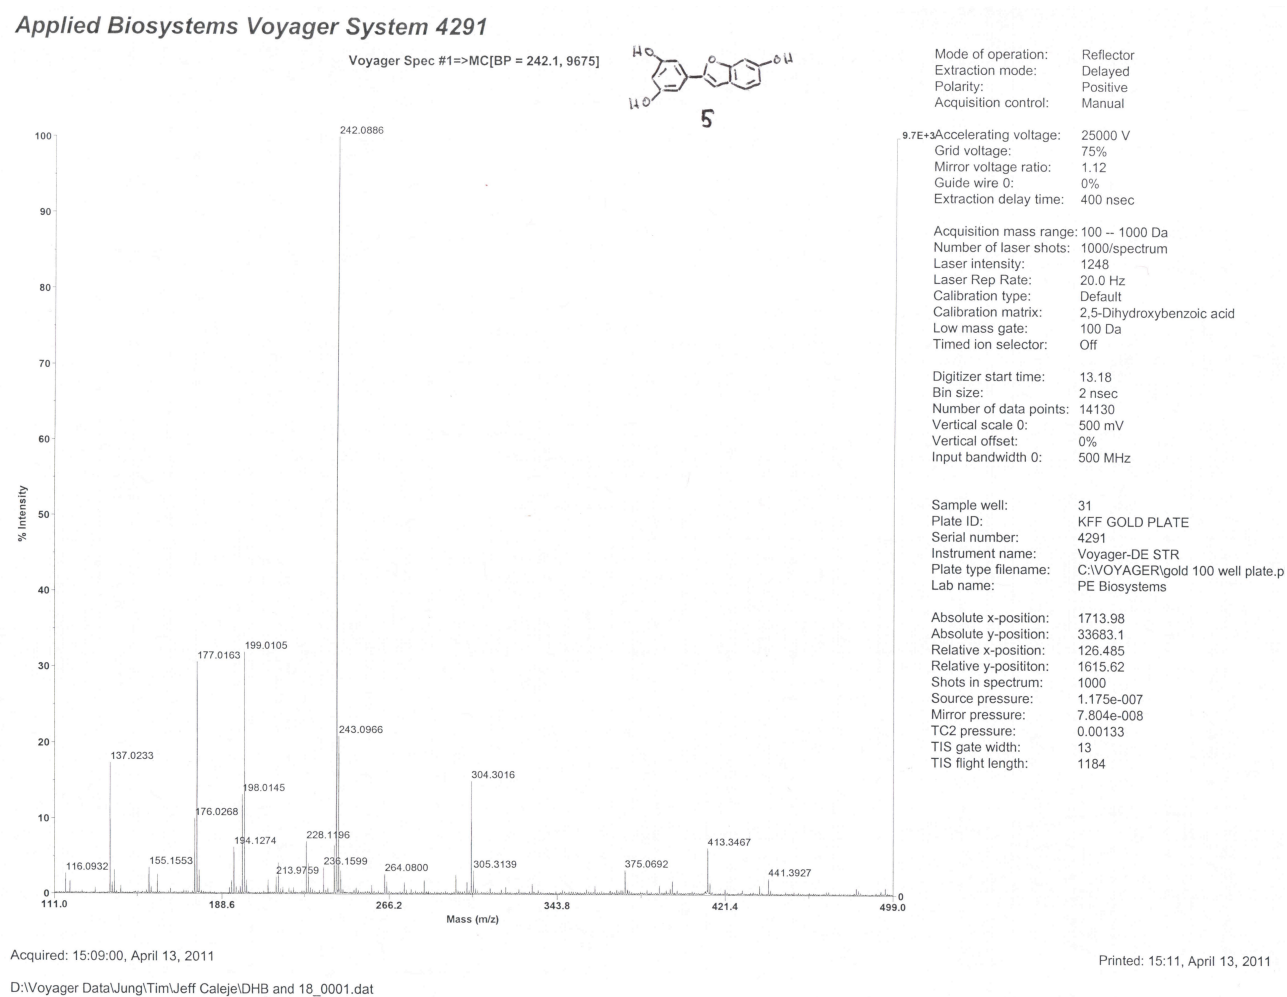 Applied Biosystems Voyager System 4291
Voyager Spec #1=>MC[BP = 242.1, 9675]
HO
O
OH
HO
5
Mode of operation: Reflector
Extraction mode: Delayed
Polarity: Positive
Acquisition control: Manual
Accelerating voltage: 25000 V
Grid voltage: 75%
Mirror voltage ratio: 1.12
Guide wire 0: 0%
Extraction delay time: 400 nsec
Acquisition mass range: 100 -- 1000 Da
Number of laser shots: 1000/spectrum
Laser intensity: 1248
Laser Rep Rate: 20.0 Hz
Calibration type: Default
Calibration matrix: 2,5-Dihydroxybenzoic acid
Low mass gate: 100 Da
Timed ion selector: Off
Digitizer start time: 13.18
Bin size: 2 nsec
Number of data points: 14130
Vertical scale 0: 500 mV
Vertical offset: 0%
Input bandwidth 0: 500 MHz
Sample well: 31
Plate ID: KFF GOLD PLATE
Serial number: 4291
Instrument name: Voyager-DE STR
Plate type filename: C:\VOYAGER\gold 100 well plate.p
Lab name: PE Biosystems
Absolute x-position: 1713.98
Absolute y-position: 33683.1
Relative x-position: 126.485
Relative y-posititon: 1615.62
Shots in spectrum: 1000
Source pressure: 1.175e-007
Mirror pressure: 7.804e-008
TC2 pressure: 0.00133
TIS gate width: 13
TIS flight length: 1184
9.7E+3
0
% Intensity
100
90
80
70
60
50
40
30
20
10
0
242.0886
199.0105
177.0163
243.0966
137.0233
304.3016
198.0145
176.0268
228.1196
194.1274
413.3467
116.0932
155.1553
213.9759
236.1599
264.0800
305.3139
375.0692
441.3927
111.0
188.6
266.2
343.8
421.4
499.0
Mass (m/z)
Acquired: 15:09:00, April 13, 2011
Printed: 15:11, April 13, 2011
D:\Voyager Data\Jung\Tim\Jeff Caleje\DHB and 18_0001.dat